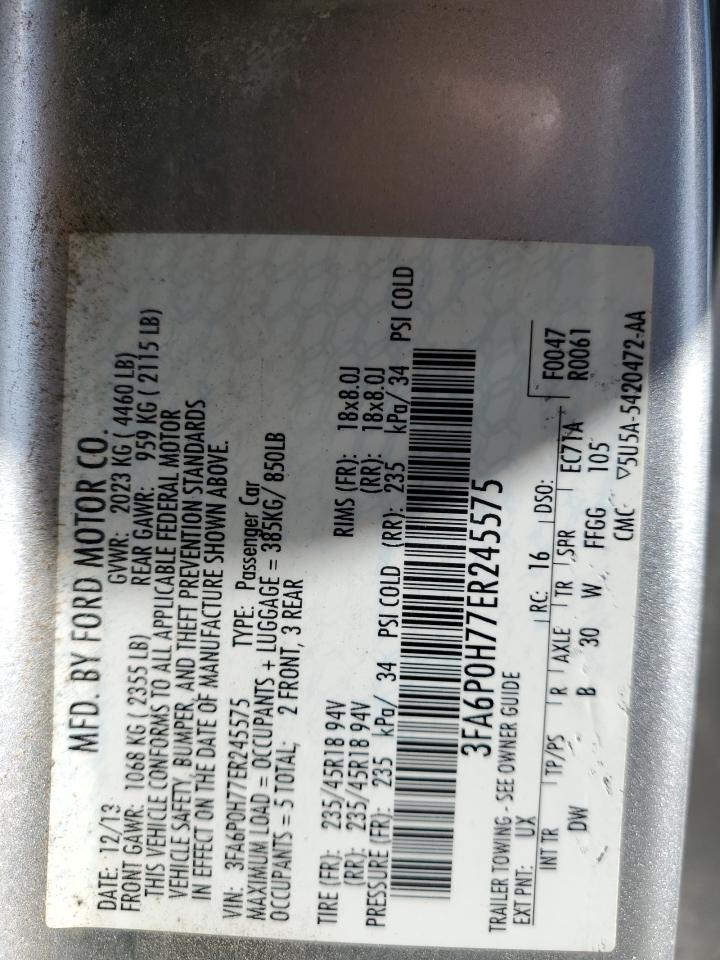 MFD. BY FORD MOTOR CO.
DATE: 12/13 GVWR: 2023 KG ( 4460 LB)
FRONT GAWR: 1068 KG ( 2355 LB) REAR GAWR: 959 KG ( 2115 LB)
THIS VEHICLE CONFORMS TO ALL APPLICABLE FEDERAL MOTOR
VEHICLE SAFETY, BUMPER, AND THEFT PREVENTION STANDARDS
IN EFFECT ON THE DATE OF MANUFACTURE SHOWN ABOVE.
VIN: 3FA6P0H77ER245575 TYPE: Passenger Car
MAXIMUM LOAD = OCCUPANTS + LUGGAGE = 385KG/ 850LB
OCCUPANTS = 5 TOTAL; 2 FRONT, 3 REAR
TIRE (FR): 235/45R18 94V RIMS (FR): 18x8.0J
(RR): 235/45R18 94V (RR): 18x8.0J
PRESSURE (FR): 235 kPa/ 34 PSI COLD (RR): 235 kPa/ 34 PSI COLD
3FA6P0H77ER245575
TRAILER TOWING - SEE OWNER GUIDE
EXT PNT: UX RC: 16 DSO: F0047
INT TR TP/PS R AXLE TR SPR EC71A R0061
DW B 30 W FFGG 105
CMC ▽5U5A-5420472-AA